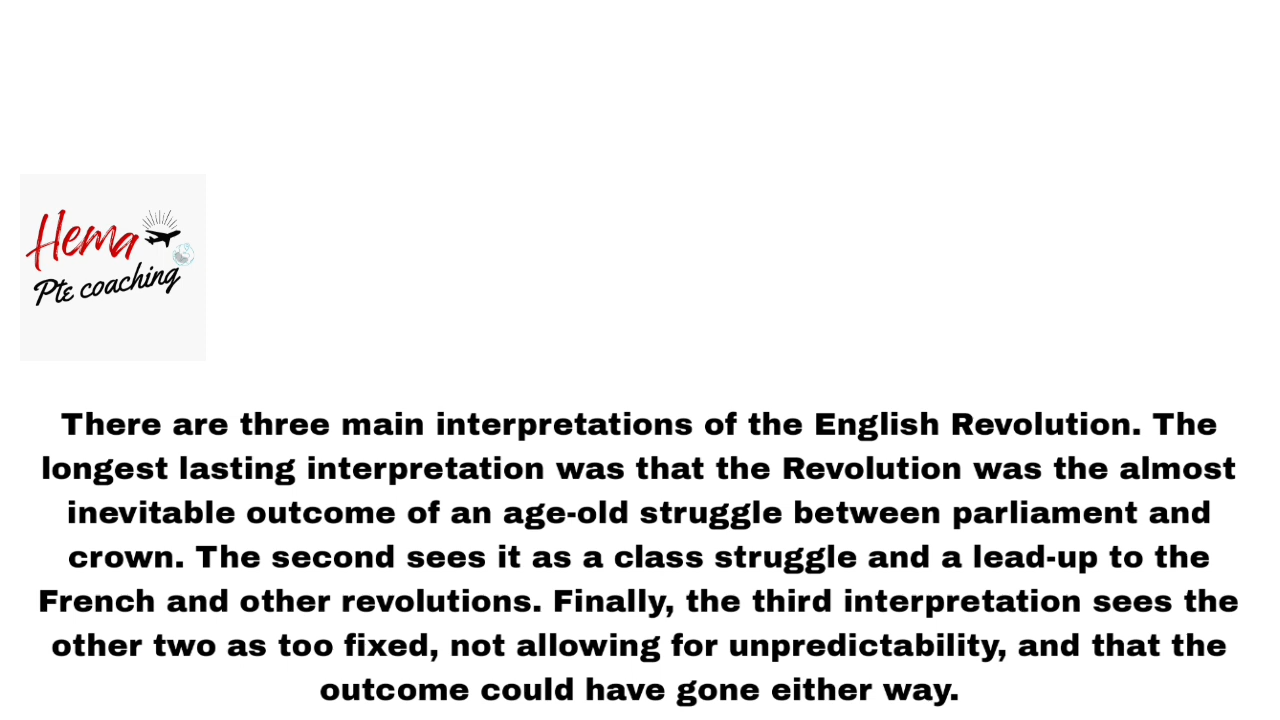 Hema
Pte coaching
There are three main interpretations of the English Revolution. The
longest lasting interpretation was that the Revolution was the almost
inevitable outcome of an age-old struggle between parliament and
crown. The second sees it as a class struggle and a lead-up to the
French and other revolutions. Finally, the third interpretation sees the
other two as too fixed, not allowing for unpredictability, and that the
outcome could have gone either way.